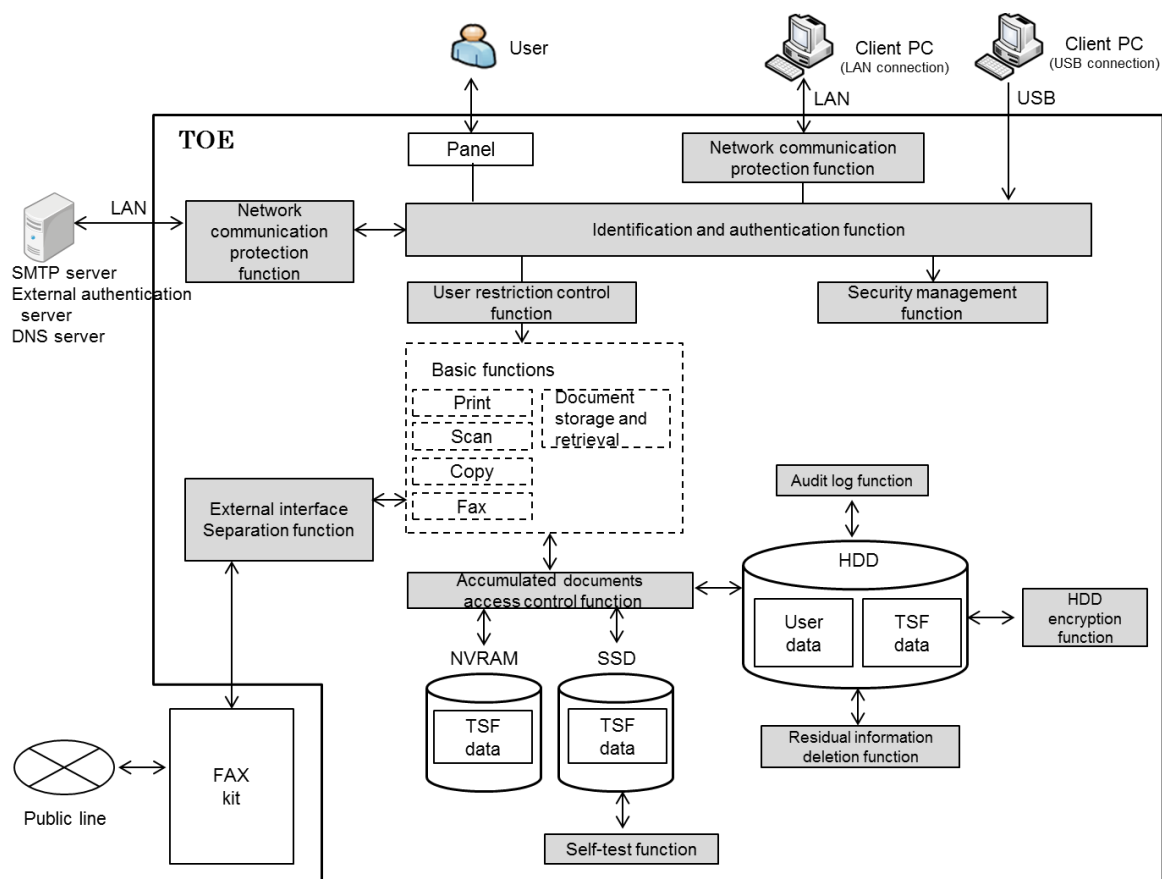 User
Client PC
(LAN connection)
Client PC
(USB connection)
LAN
USB
TOE
Panel
Network communication
protection function
LAN
Network
communication
protection
function
Identification and authentication function
SMTP server
External authentication
server
DNS server
User restriction control
function
Security management
function
Basic functions
Print
Scan
Copy
Fax
Document
storage and
retrieval
External interface
Separation function
Audit log function
Accumulated documents
access control function
HDD
User
data
TSF
data
HDD
encryption
function
NVRAM
TSF
data
SSD
TSF
data
Residual information
deletion function
FAX
kit
Public line
Self-test function